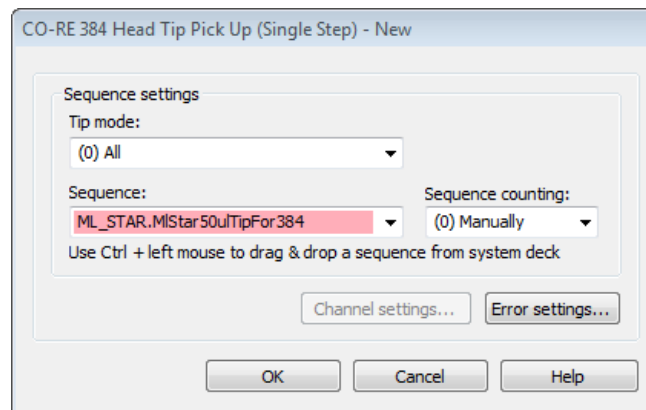 CO-RE 384 Head Tip Pick Up (Single Step) - New
Sequence settings
Tip mode:
(0) All
Sequence: Sequence counting:
ML_STAR.MlStar50ulTipFor384 (0) Manually
Use Ctrl + left mouse to drag & drop a sequence from system deck
Channel settings... Error settings...
OK Cancel Help